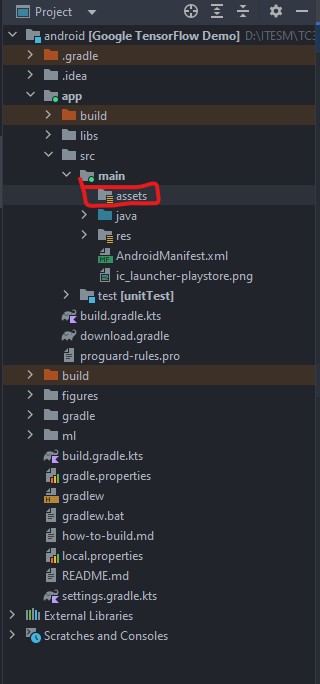 Project
android [Google TensorFlow Demo] D:\ITESM\TC3
.gradle
.idea
app
build
libs
src
main
assets
java
res
AndroidManifest.xml
ic_launcher-playstore.png
test [unitTest]
build.gradle.kts
download.gradle
proguard-rules.pro
build
figures
gradle
ml
build.gradle.kts
gradle.properties
gradlew
gradlew.bat
how-to-build.md
local.properties
README.md
settings.gradle.kts
External Libraries
Scratches and Consoles